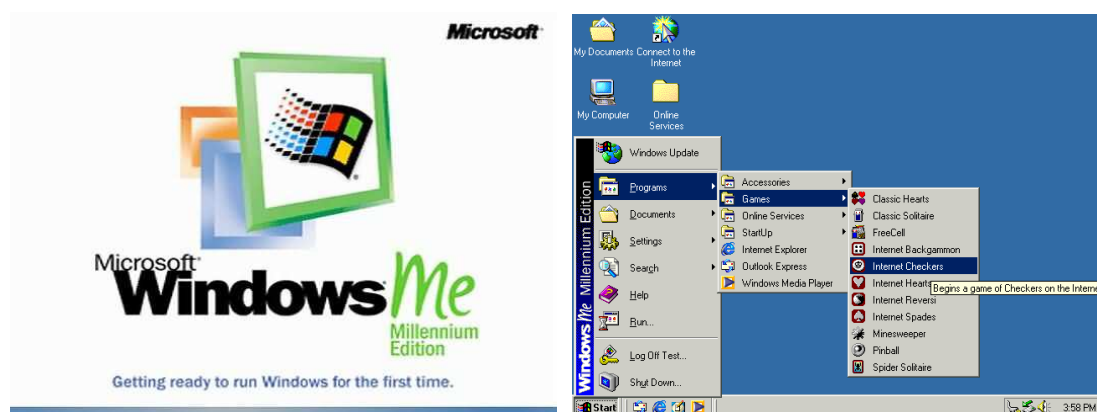 Microsoft
Microsoft
Windows Me
Millennium
Edition
Getting ready to run Windows for the first time.
My Documents
Connect to the
Internet
My Computer
Online
Services
Windows Me Millennium Edition
Windows Update
Programs
Documents
Settings
Search
Help
Run...
Log Off Test...
Shut Down...
Accessories
Games
Online Services
StartUp
Internet Explorer
Outlook Express
Windows Media Player
Classic Hearts
Classic Solitaire
FreeCell
Internet Backgammon
Internet Checkers
Internet Hearts
Begins a game of Checkers on the Interne
Internet Reversi
Internet Spades
Minesweeper
Pinball
Spider Solitaire
Start
3:58 PM